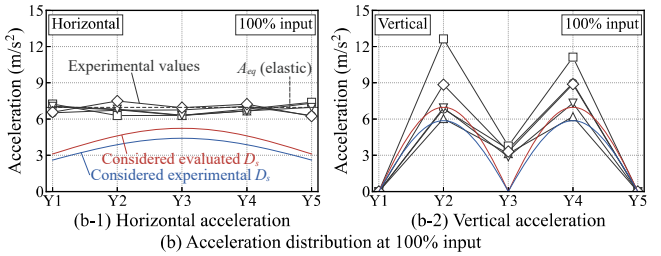 Horizontal
100% input
Experimental values
A_eq (elastic)
Considered evaluated D_s
Considered experimental D_s
Acceleration (m/s²)
15
12
9
6
3
0
Y1 Y2 Y3 Y4 Y5
(b-1) Horizontal acceleration
Vertical
100% input
Acceleration (m/s²)
15
12
9
6
3
0
Y1 Y2 Y3 Y4 Y5
(b-2) Vertical acceleration
(b) Acceleration distribution at 100% input